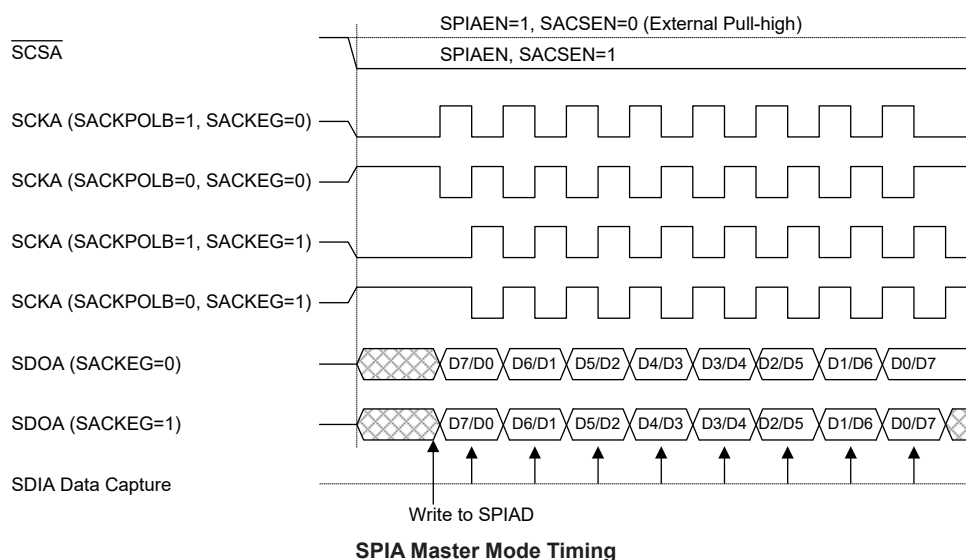 SPIAEN=1, SACSEN=0 (External Pull-high)
SCSA
SPIAEN, SACSEN=1
SCKA (SACKPOLB=1, SACKEG=0)
SCKA (SACKPOLB=0, SACKEG=0)
SCKA (SACKPOLB=1, SACKEG=1)
SCKA (SACKPOLB=0, SACKEG=1)
SDOA (SACKEG=0) D7/D0 D6/D1 D5/D2 D4/D3 D3/D4 D2/D5 D1/D6 D0/D7
SDOA (SACKEG=1) D7/D0 D6/D1 D5/D2 D4/D3 D3/D4 D2/D5 D1/D6 D0/D7
SDIA Data Capture
Write to SPIAD
SPIA Master Mode Timing